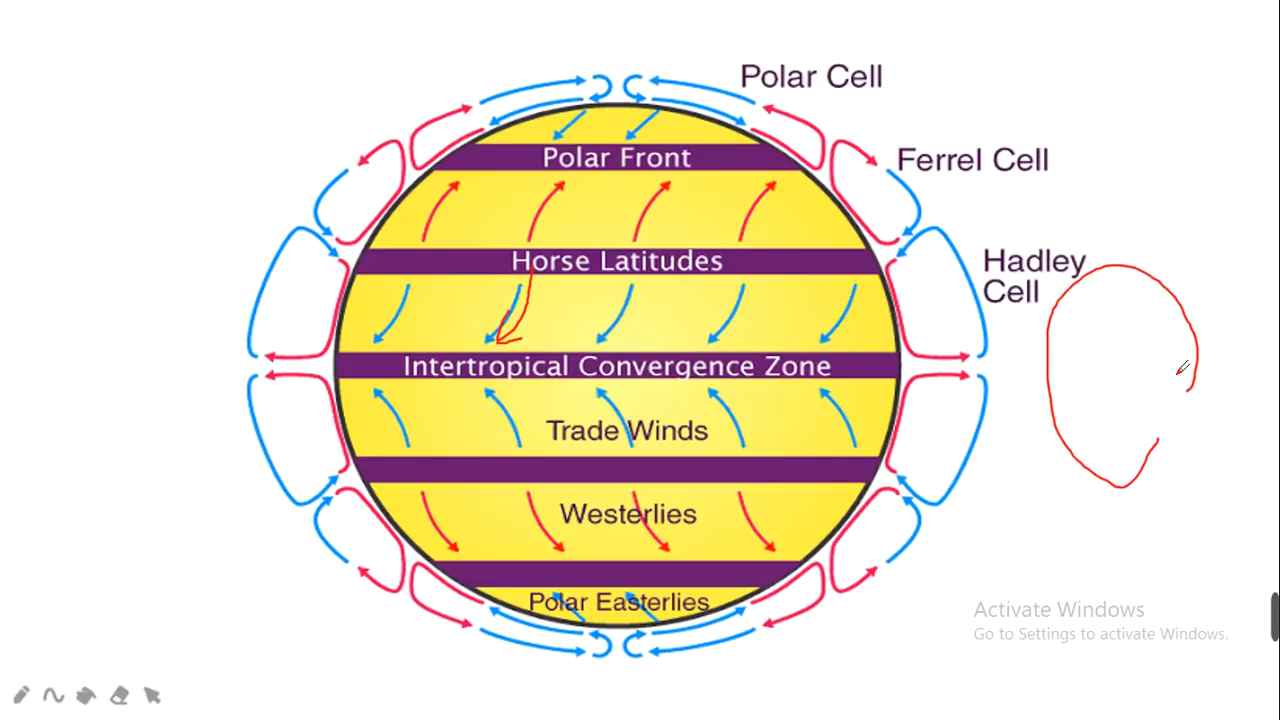 Polar Cell
Polar Front
Ferrel Cell
Horse Latitudes
Hadley
Cell
Intertropical Convergence Zone
Trade Winds
Westerlies
Polar Easterlies
Activate Windows
Go to Settings to activate Windows.